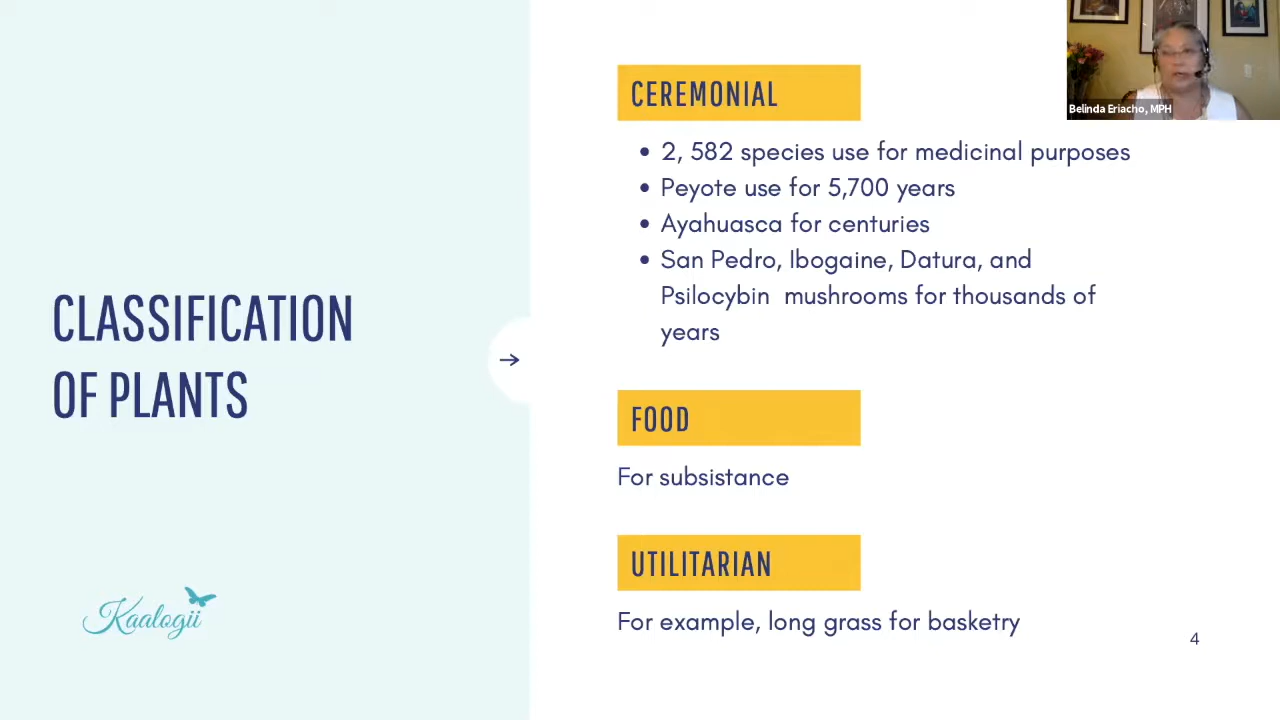 Belinda Eriacho, MPH
CLASSIFICATION
OF PLANTS
Kaalogii
CEREMONIAL
• 2, 582 species use for medicinal purposes
• Peyote use for 5,700 years
• Ayahuasca for centuries
• San Pedro, Ibogaine, Datura, and
Psilocybin mushrooms for thousands of
years
FOOD
For subsistance
UTILITARIAN
For example, long grass for basketry
4